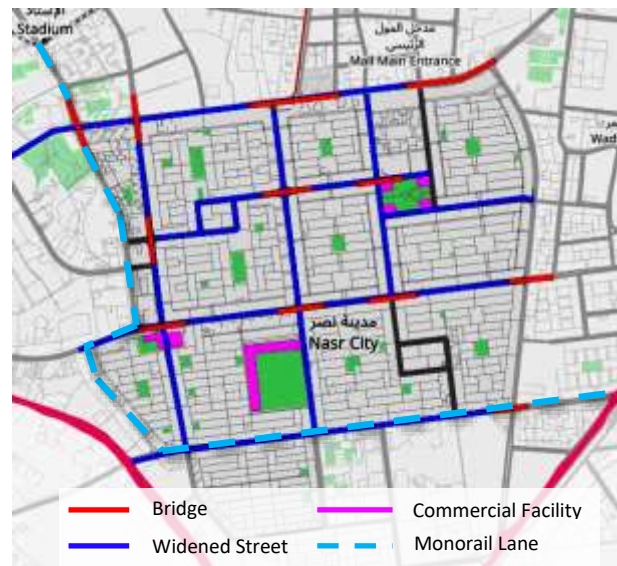 الإستاد
Stadium
مدخل المول
الرئيسي
Mall Main Entrance
Wad
مدينة نصر
Nasr City
Bridge
Commercial Facility
Widened Street
Monorail Lane